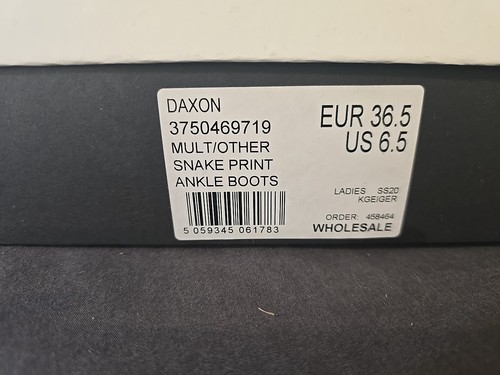 DAXON
3750469719
MULT/OTHER
SNAKE PRINT
ANKLE BOOTS
5 059345 061783
EUR 36.5
US 6.5
LADIES SS20
KGEIGER
ORDER: 458464
WHOLESALE